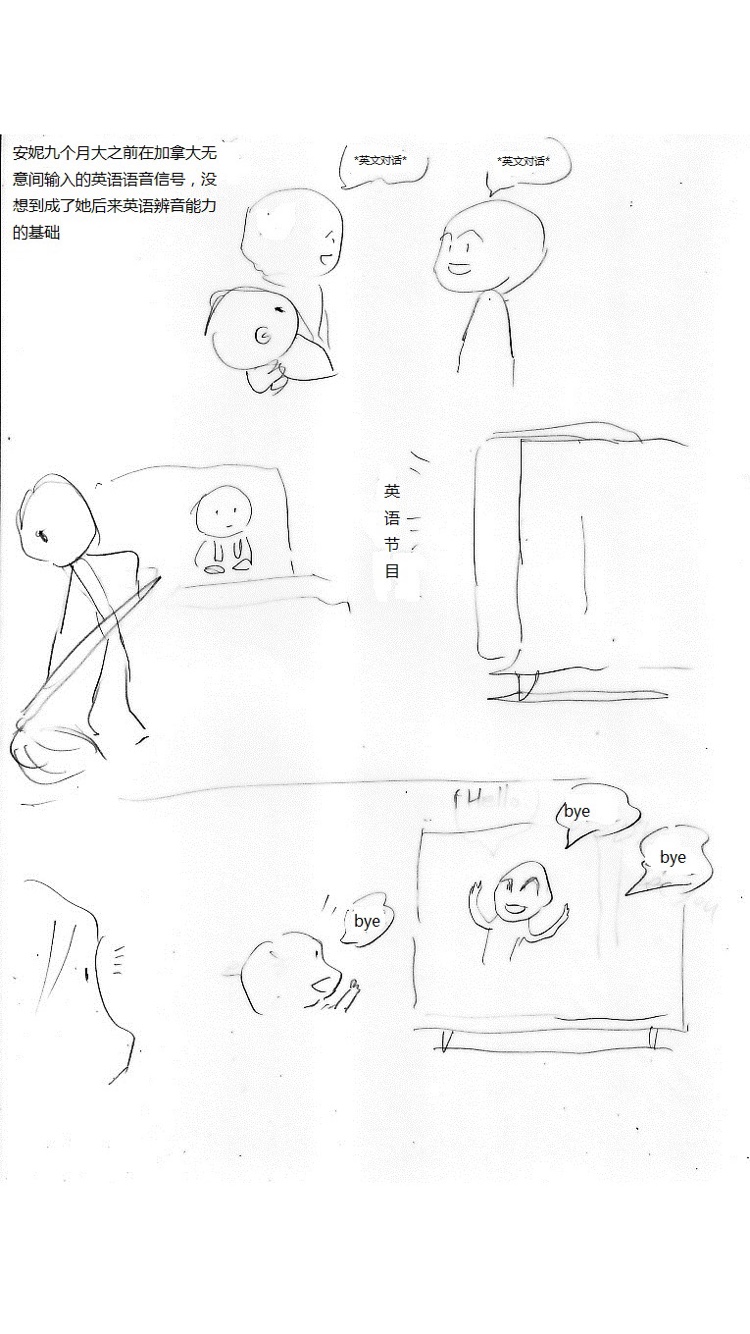 安妮九个月大之前在加拿大无
意间输入的英语语音信号，没
想到成了她后来英语辨音能力
的基础
*英文对话*
*英文对话*
英
语
节
目
Hello
bye
bye
bye